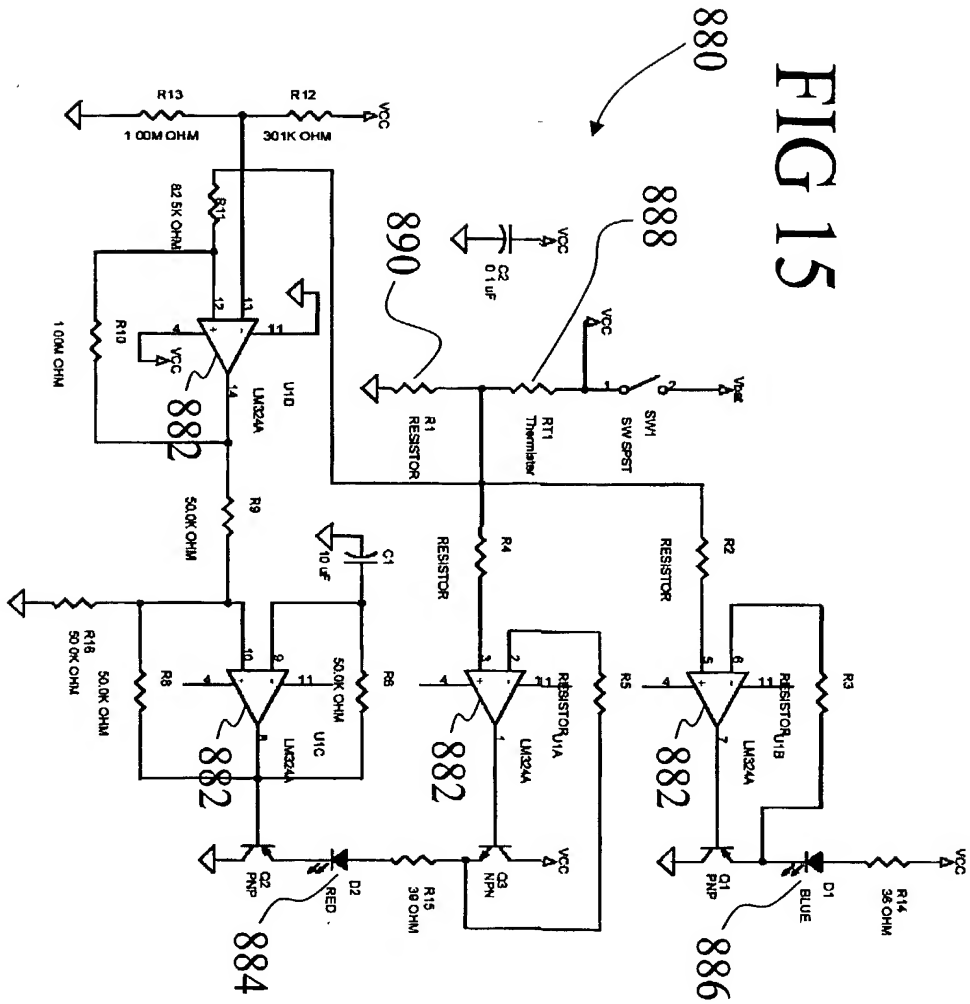 FIG 15
880
888
890
VCC
R12
301K OHM
R13
1 00M OHM
R11
82 5K OHM
12
13
+
-
11
4
VCC
14
U1D
LM324A
882
R10
1 00M OHM
VCC
C2
0.1 uF
Vbat
2
1
SW1
SW SPST
VCC
RT1
Thermister
R1
RESISTOR
R9
50.0K OHM
C1
10 uF
R16
50.0K OHM
10
9
+
-
11
4
8
R6
50.0K OHM
R8
50.0K OHM
U1C
LM324A
882
R4
RESISTOR
3
2
+
-
11
4
1
R5
RESISTOR
U1A
LM324A
882
R2
RESISTOR
5
6
+
-
11
4
7
R3
RESISTOR
U1B
LM324A
882
VCC
R14
36 OHM
D1
BLUE
886
Q1
PNP
VCC
Q3
NPN
R15
39 OHM
D2
RED
884
Q2
PNP